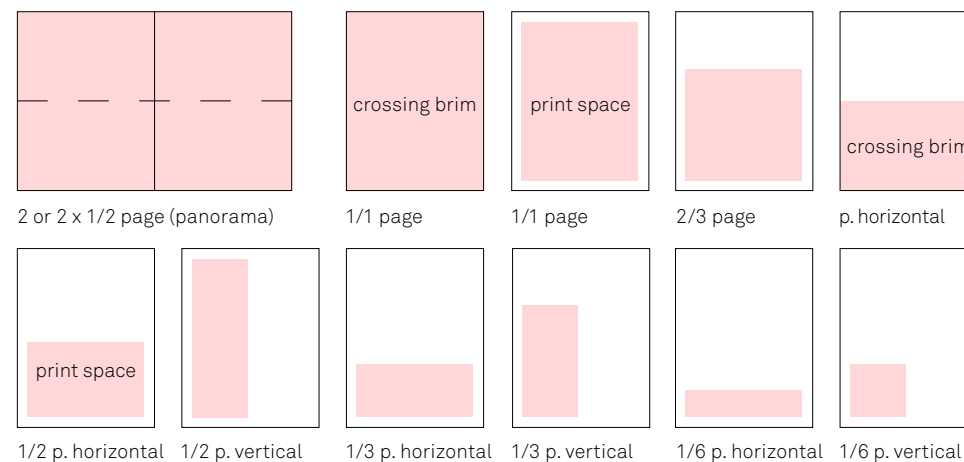 crossing brim
print space
crossing brim
2 or 2 x 1/2 page (panorama)
1/1 page
1/1 page
2/3 page
p. horizontal
print space
1/2 p. horizontal
1/2 p. vertical
1/3 p. horizontal
1/3 p. vertical
1/6 p. horizontal
1/6 p. vertical